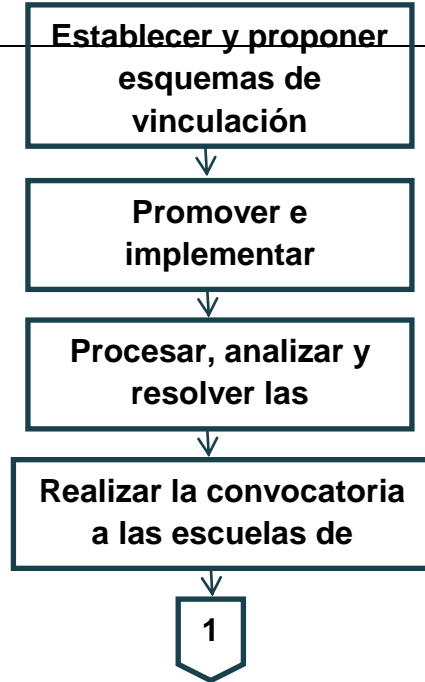 Establecer y proponer
esquemas de
vinculación
Promover e
implementar
Procesar, analizar y
resolver las
Realizar la convocatoria
a las escuelas de
1